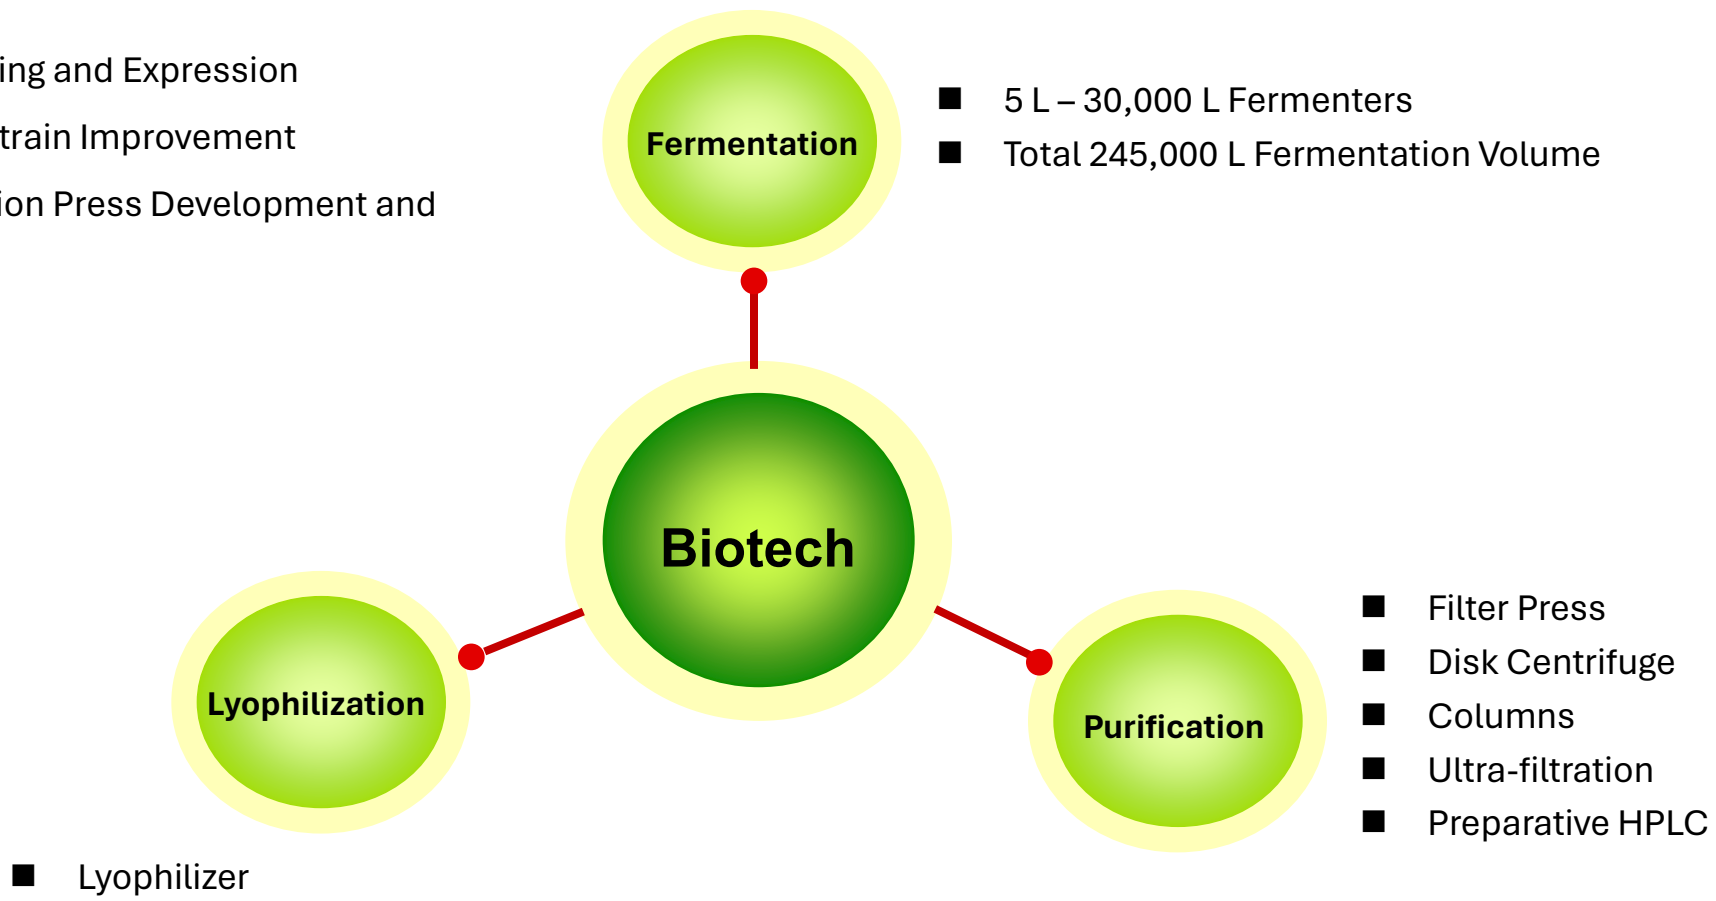 ing and Expression
train Improvement
ion Press Development and
Fermentation
■ 5 L – 30,000 L Fermenters
■ Total 245,000 L Fermentation Volume
Biotech
Lyophilization
■ Lyophilizer
Purification
■ Filter Press
■ Disk Centrifuge
■ Columns
■ Ultra-filtration
■ Preparative HPLC